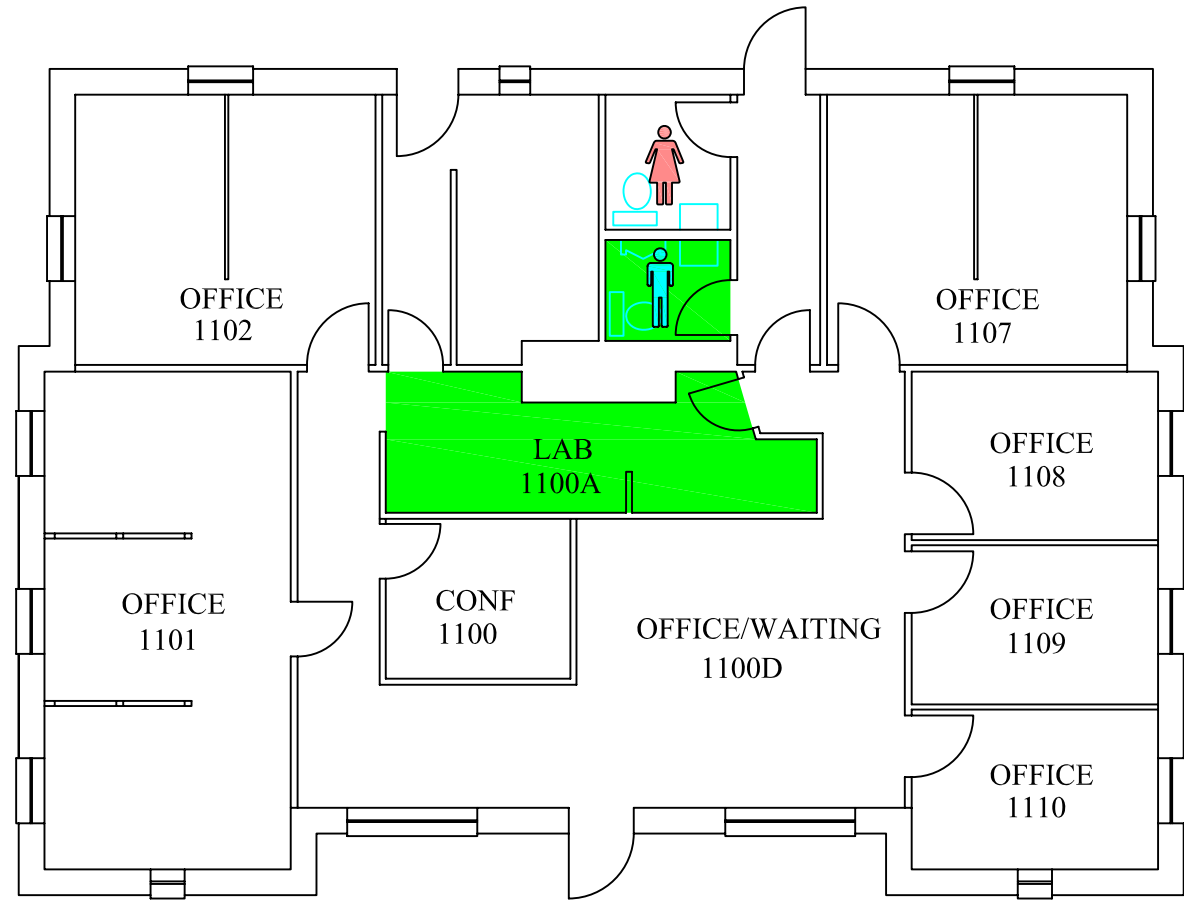 OFFICE
1102
OFFICE
1107
LAB
1100A
OFFICE
1108
OFFICE
1101
CONF
1100
OFFICE/WAITING
1100D
OFFICE
1109
OFFICE
1110